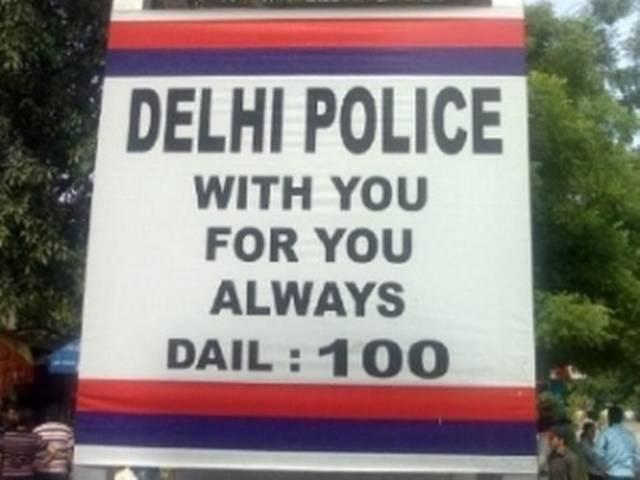 DELHI POLICE
WITH YOU
FOR YOU
ALWAYS
DAIL : 100